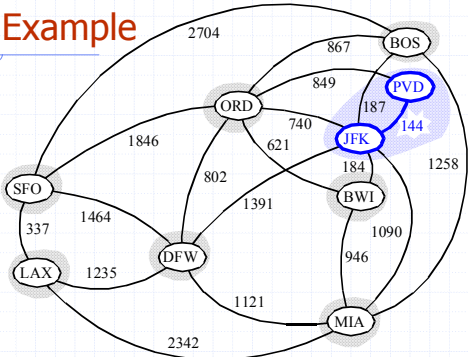 Example
2704
867
BOS
849
PVD
ORD
187
740
144
JFK
1846
621
184
1258
802
1391
SFO
BWI
1464
1090
337
DFW
946
LAX
1235
1121
MIA
2342